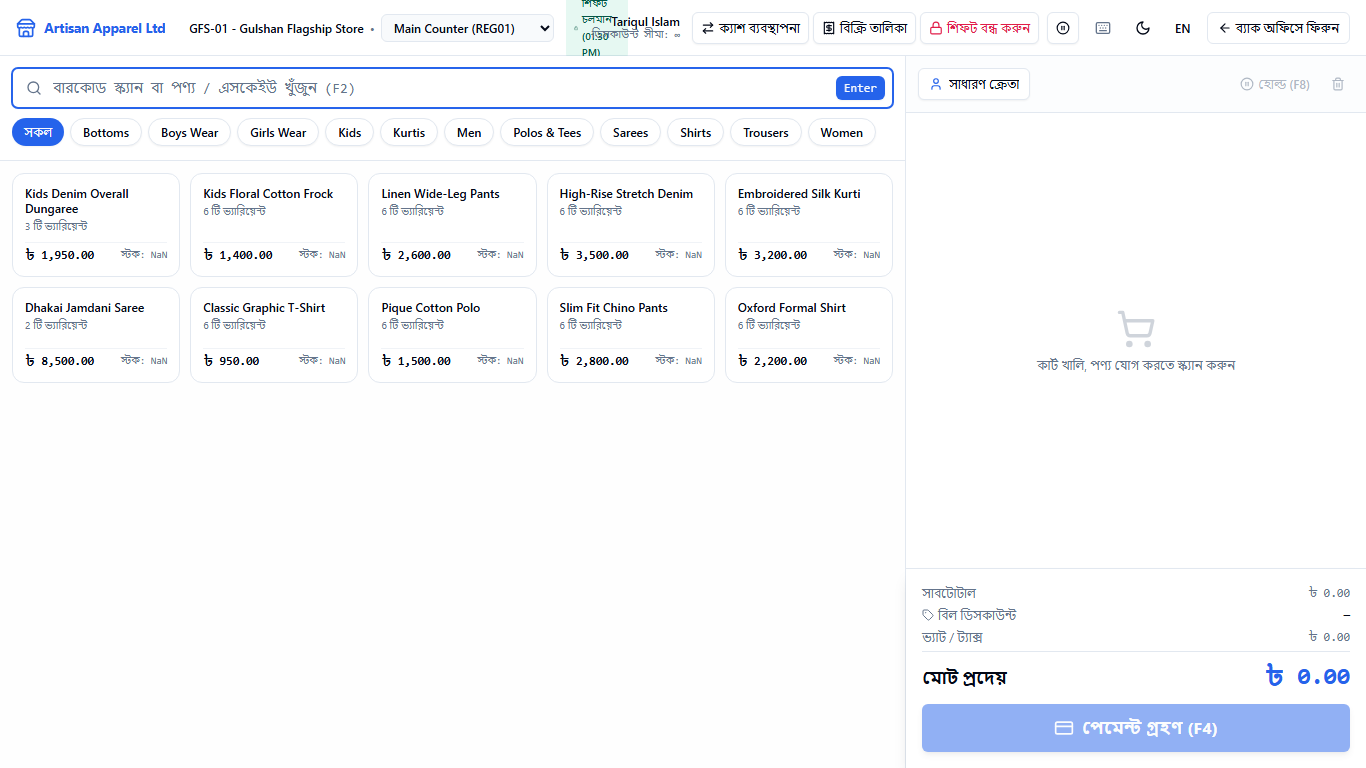 Artisan Apparel Ltd
GFS-01 - Gulshan Flagship Store •
Main Counter (REG01)
শিফট
চলমান
PM)
Tariqul Islam
ডিসকাউন্ট সীমা: ∞
ক্যাশ ব্যবস্থাপনা
বিক্রি তালিকা
শিফট বন্ধ করুন
EN
← ব্যাক অফিসে ফিরুন
বারকোড স্ক্যান বা পণ্য / এসকেইউ খুঁজুন (F2)
Enter
সাধারণ ক্রেতা
হোল্ড (F8)
সকল
Bottoms
Boys Wear
Girls Wear
Kids
Kurtis
Men
Polos & Tees
Sarees
Shirts
Trousers
Women
Kids Denim Overall
Dungaree
3 টি ভ্যারিয়েন্ট
৳ 1,950.00
স্টক: NaN
Kids Floral Cotton Frock
6 টি ভ্যারিয়েন্ট
৳ 1,400.00
স্টক: NaN
Linen Wide-Leg Pants
6 টি ভ্যারিয়েন্ট
৳ 2,600.00
স্টক: NaN
High-Rise Stretch Denim
6 টি ভ্যারিয়েন্ট
৳ 3,500.00
স্টক: NaN
Embroidered Silk Kurti
6 টি ভ্যারিয়েন্ট
৳ 3,200.00
স্টক: NaN
Dhakai Jamdani Saree
2 টি ভ্যারিয়েন্ট
৳ 8,500.00
স্টক: NaN
Classic Graphic T-Shirt
6 টি ভ্যারিয়েন্ট
৳ 950.00
স্টক: NaN
Pique Cotton Polo
6 টি ভ্যারিয়েন্ট
৳ 1,500.00
স্টক: NaN
Slim Fit Chino Pants
6 টি ভ্যারিয়েন্ট
৳ 2,800.00
স্টক: NaN
Oxford Formal Shirt
6 টি ভ্যারিয়েন্ট
৳ 2,200.00
স্টক: NaN
কার্ট খালি, পণ্য যোগ করতে স্ক্যান করুন
সাবটোটাল
৳ 0.00
বিল ডিসকাউন্ট
—
ভ্যাট / ট্যাক্স
৳ 0.00
মোট প্রদেয়
৳ 0.00
পেমেন্ট গ্রহণ (F4)